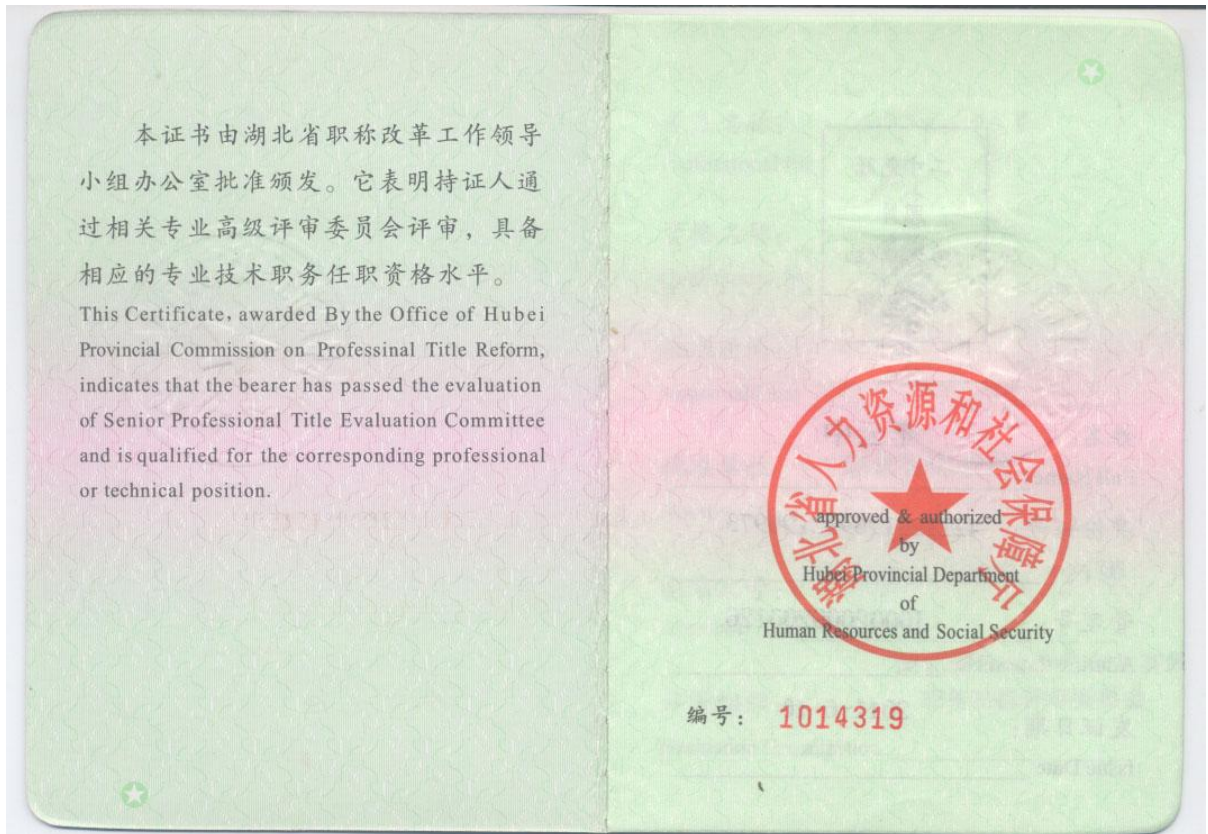 本证书由湖北省职称改革工作领导
小组办公室批准颁发。它表明持证人通
过相关专业高级评审委员会评审，具备
相应的专业技术职务任职资格水平。
This Certificate, awarded By the Office of Hubei
Provincial Commission on Professinal Title Reform,
indicates that the bearer has passed the evaluation
of Senior Professional Title Evaluation Committee
and is qualified for the corresponding professional
or technical position.
湖北省人力资源和社会保障厅
approved & authorized
by
Hubei Provincial Department
of
Human Resources and Social Security
编号： 1014319